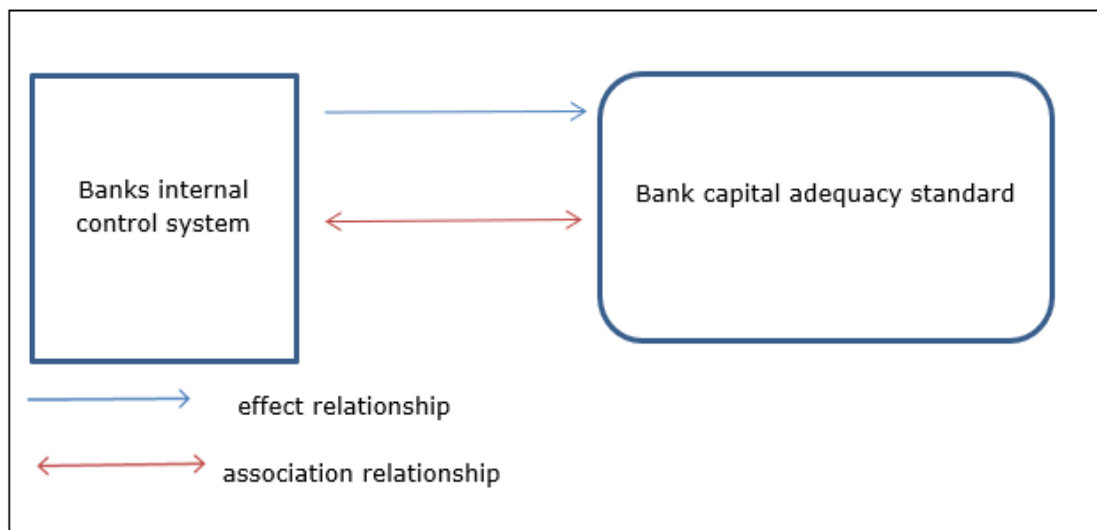 Banks internal
control system
Bank capital adequacy standard
effect relationship
association relationship